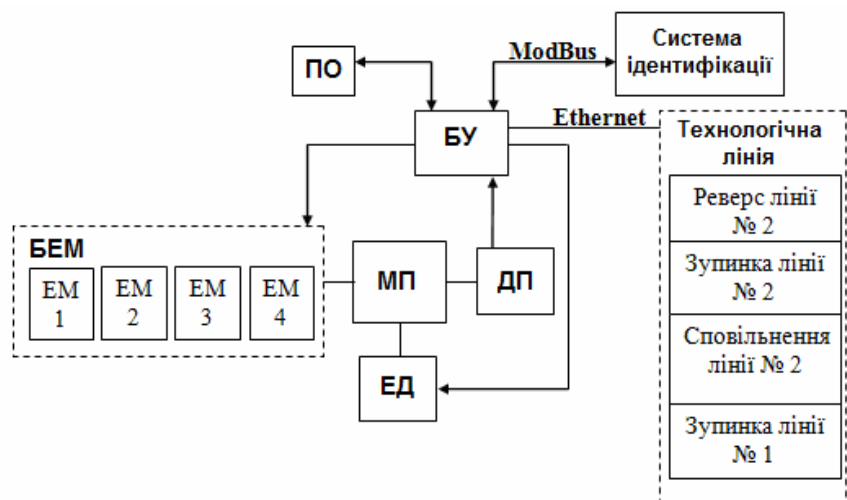 ПО
ModBus
Система
ідентифікації
БУ
Ethernet
Технологічна
лінія
Реверс лінії
№ 2
Зупинка лінії
№ 2
Сповільнення
лінії № 2
Зупинка лінії
№ 1
БЕМ
ЕМ
1
ЕМ
2
ЕМ
3
ЕМ
4
МП
ДП
ЕД